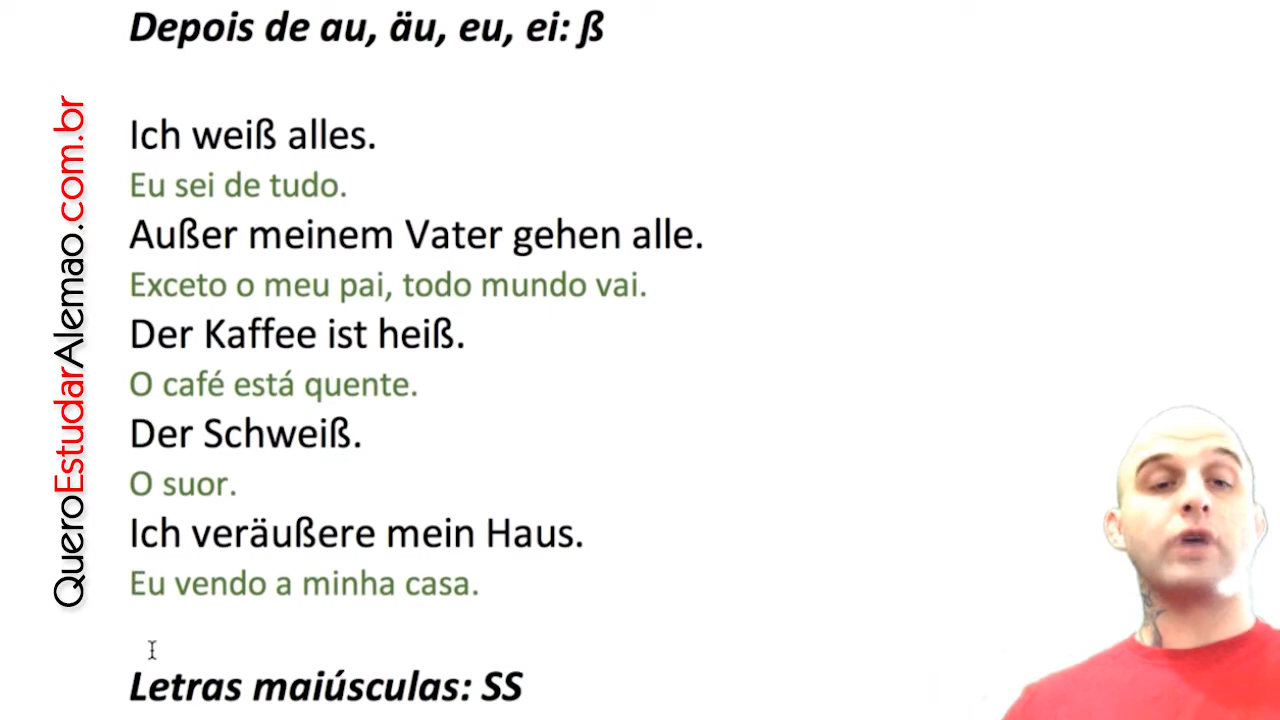 Depois de au, äu, eu, ei: ß
QueroEstudarAlemao.com.br
Ich weiß alles.
Eu sei de tudo.
Außer meinem Vater gehen alle.
Exceto o meu pai, todo mundo vai.
Der Kaffee ist heiß.
O café está quente.
Der Schweiß.
O suor.
Ich veräußere mein Haus.
Eu vendo a minha casa.
Letras maiúsculas: SS